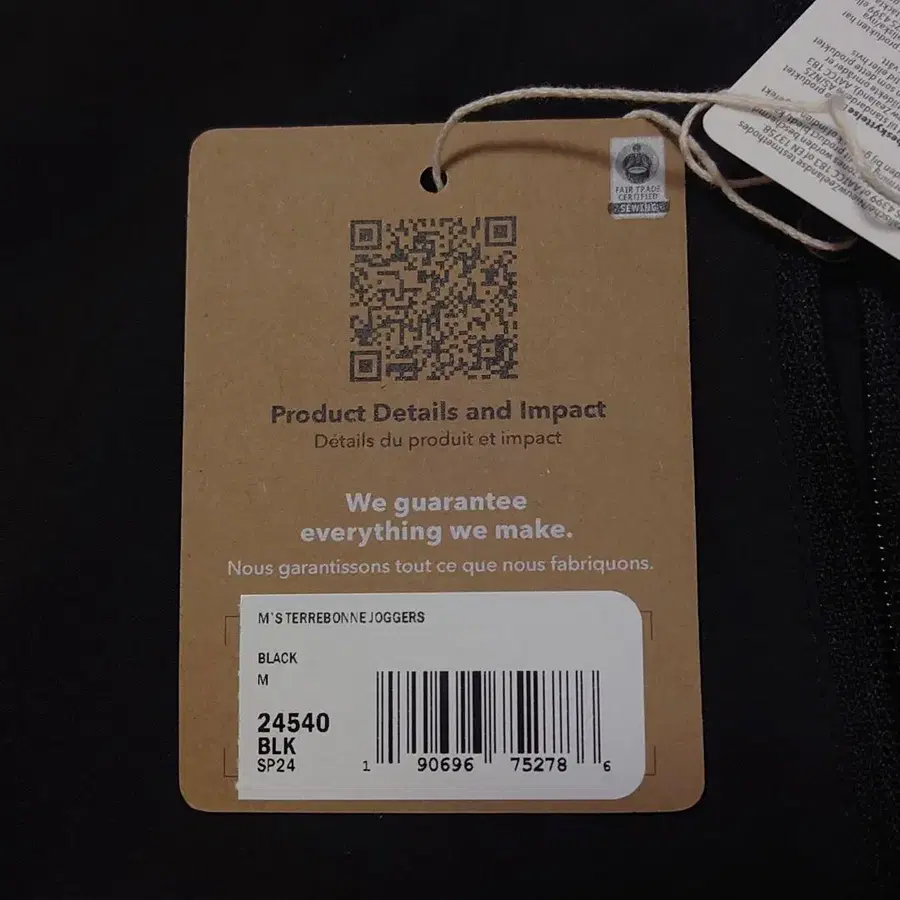 FAIR TRADE
CERTIFIED
SEWING
Product Details and Impact
Détails du produit et impact
We guarantee
everything we make.
Nous garantissons tout ce que nous fabriquons.
M'S TERREBONNE JOGGERS
BLACK
M
24540
BLK
SP24
1 90696 75278 6